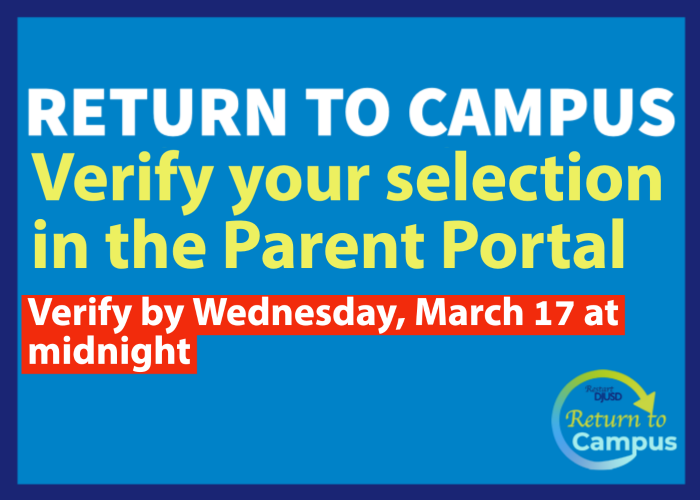 RETURN TO CAMPUS
Verify your selection
in the Parent Portal
Verify by Wednesday, March 17 at
midnight
Restart
DJUSD
Return to
Campus